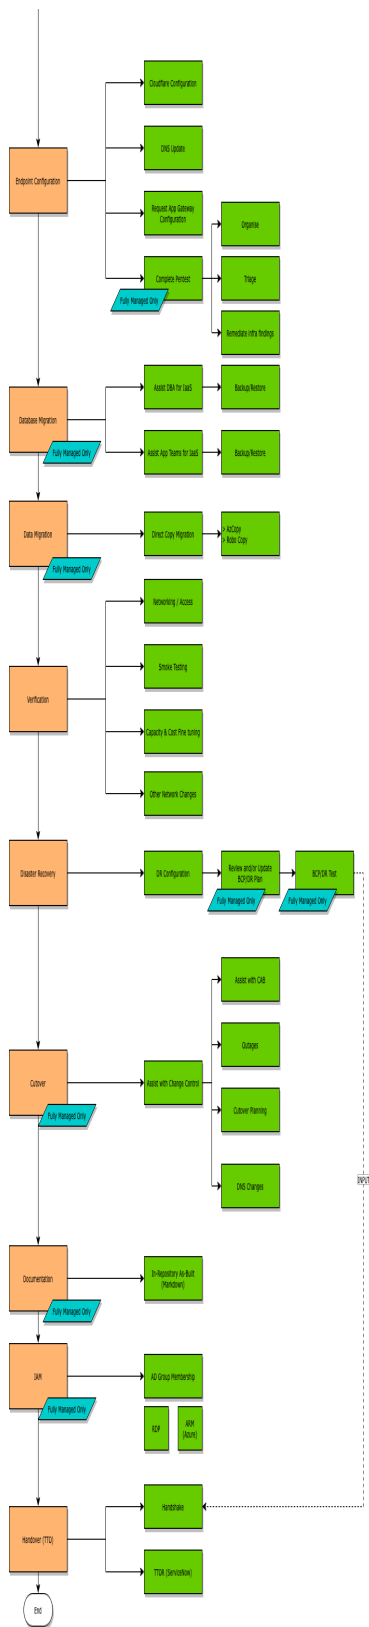 Cloudflare Configuration
DNS Update
Endpoint Configuration
Request App Gateway
Configuration
Organise
Complete Pentest
Triage
Fully Managed Only
Remediate Infra findings
Assist DBA for IaaS
Backup/Restore
Database Migration
Fully Managed Only
Assist App Teams for IaaS
Backup/Restore
Data Migration
Direct Copy Migration
> AzCopy
> Robo Copy
Fully Managed Only
Networking / Access
Smoke Testing
Verification
Capacity & Cost Fine tuning
Other Network Changes
Disaster Recovery
DR Configuration
Review and/or Update
BCP/DR Plan
BCP/DR Test
Fully Managed Only
Fully Managed Only
Assist with CAB
Outages
Cutover
Assist with Change Control
Fully Managed Only
Cutover Planning
DNS Changes
INPUT
Documentation
In-Repository As-Built
(Markdown)
Fully Managed Only
IAM
AD Group Membership
Fully Managed Only
RDP
ARM
(Azure)
Handshake
Handover (TTO)
TTOR (ServiceNow)
End